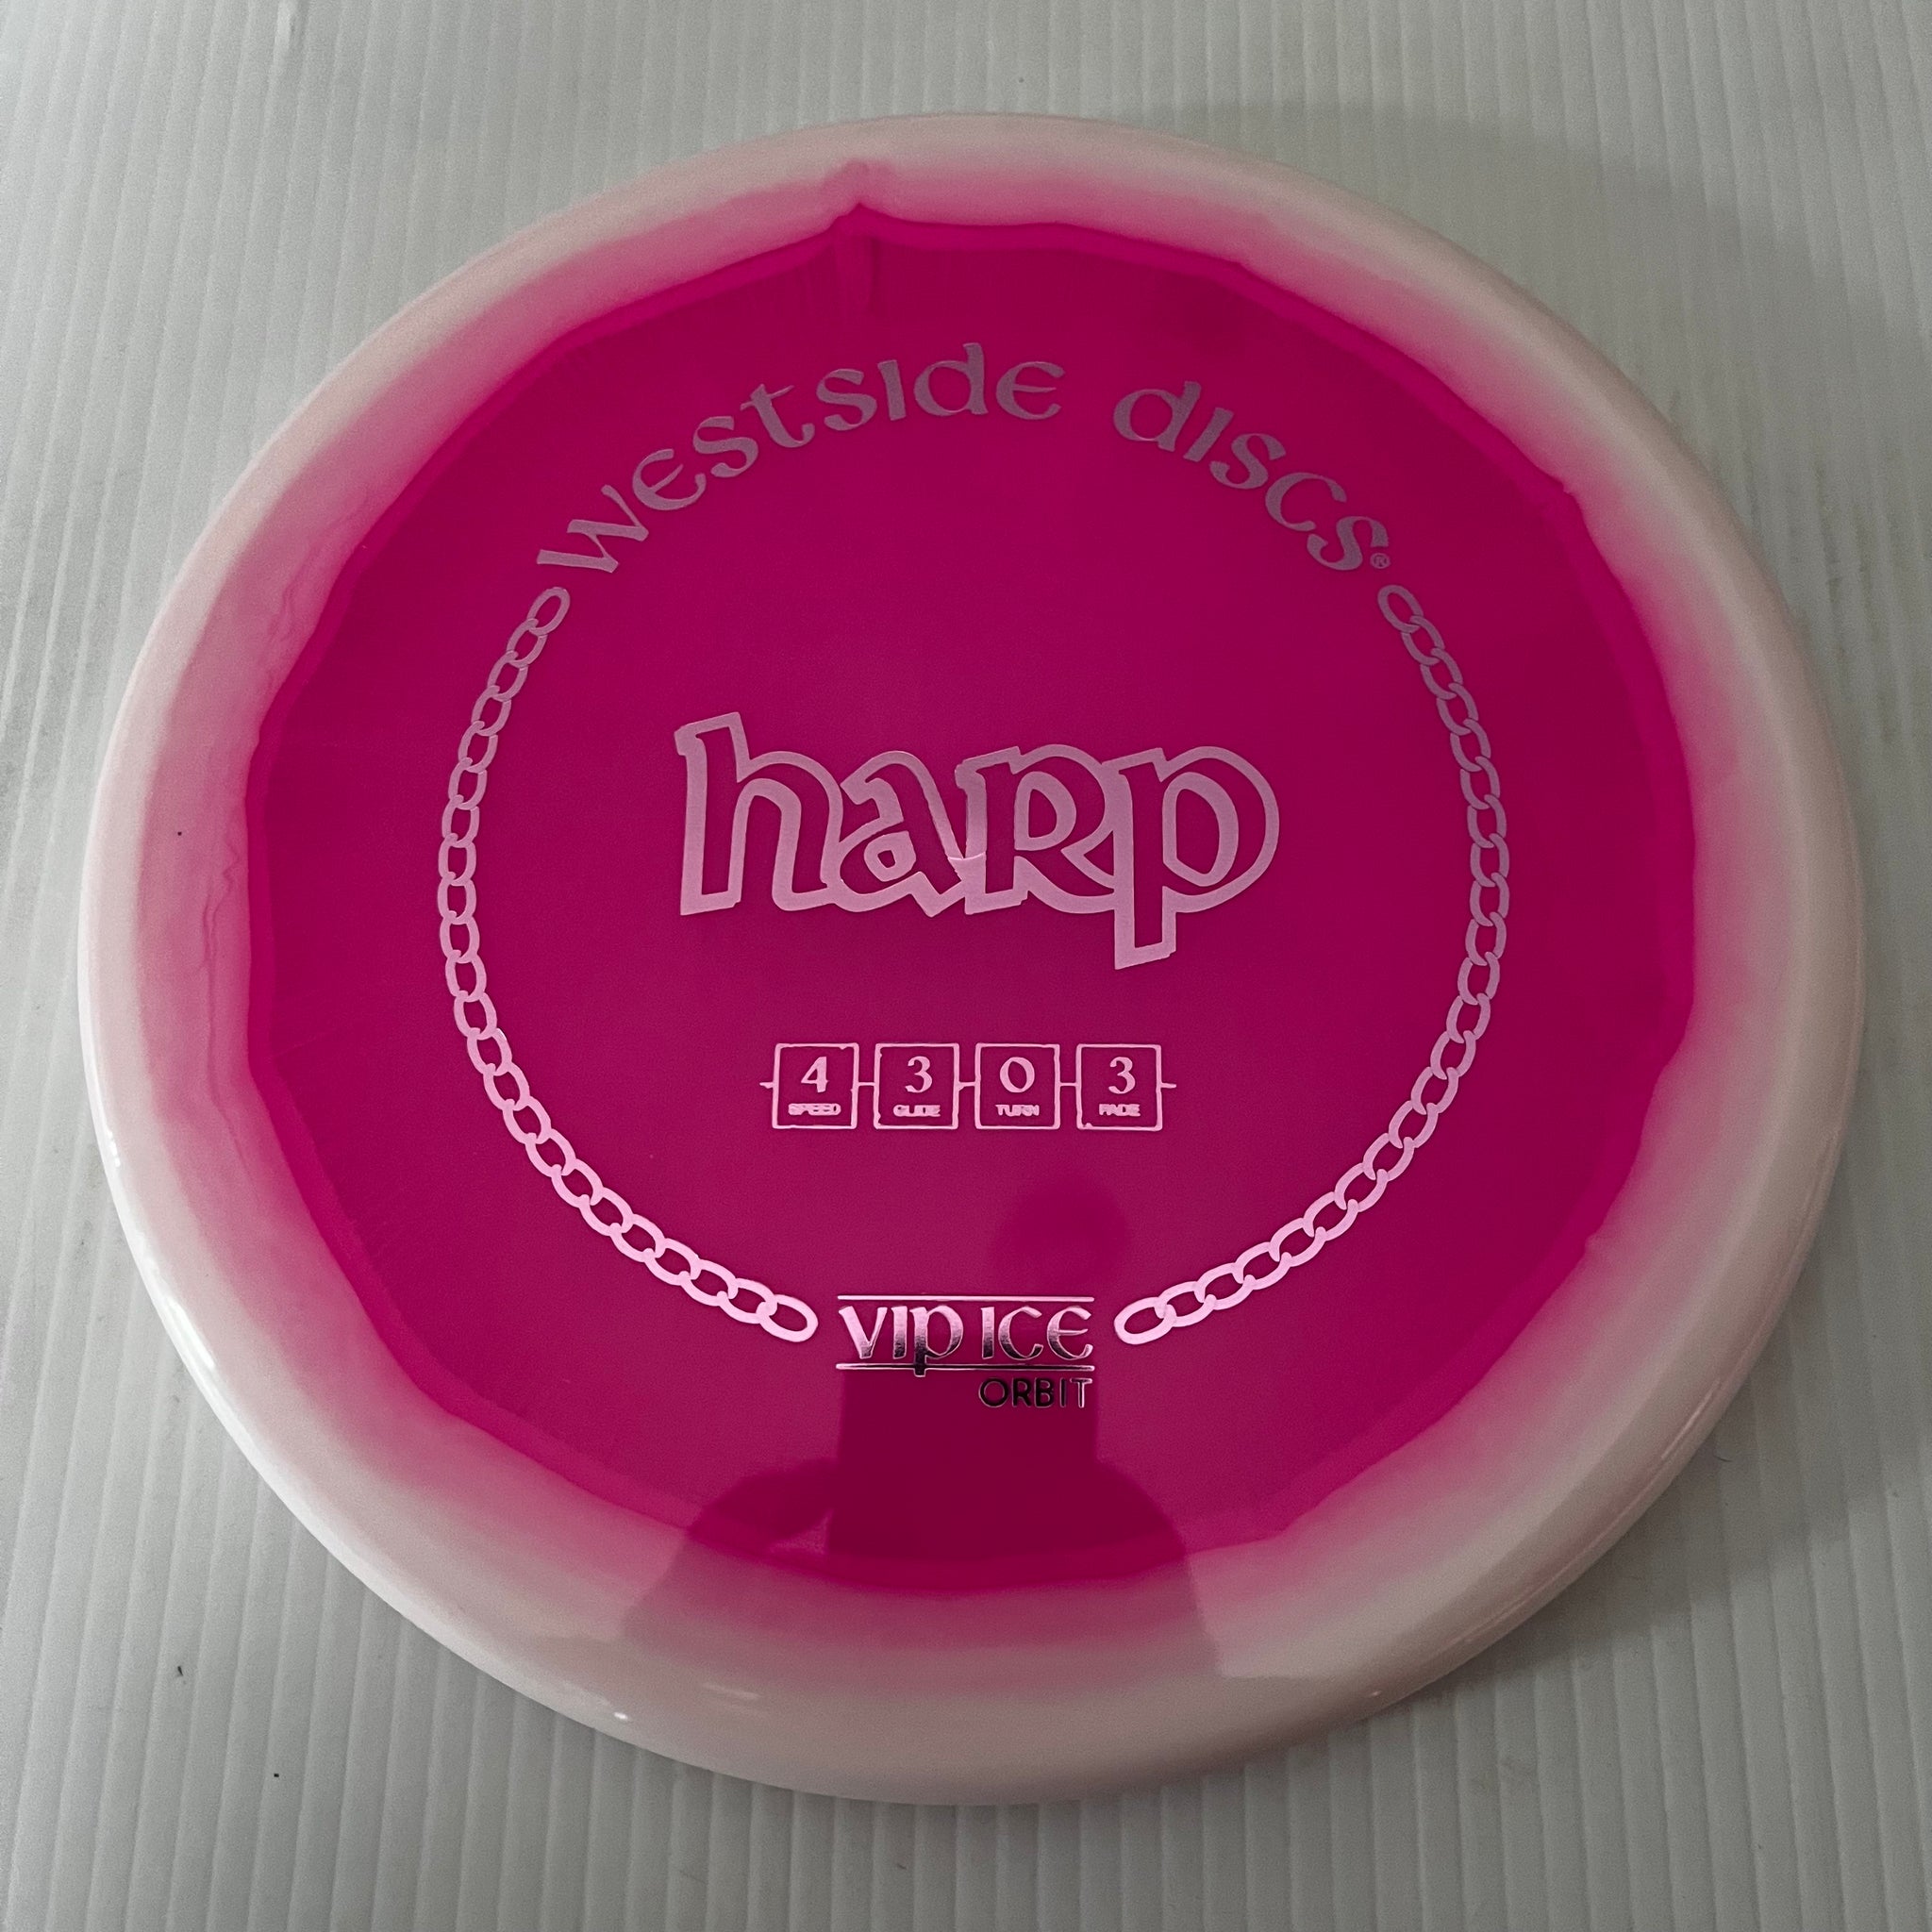 westside discs®
harp
4 3 0 3
SPEED GLIDE TURN FADE
VIP ICE
ORBIT